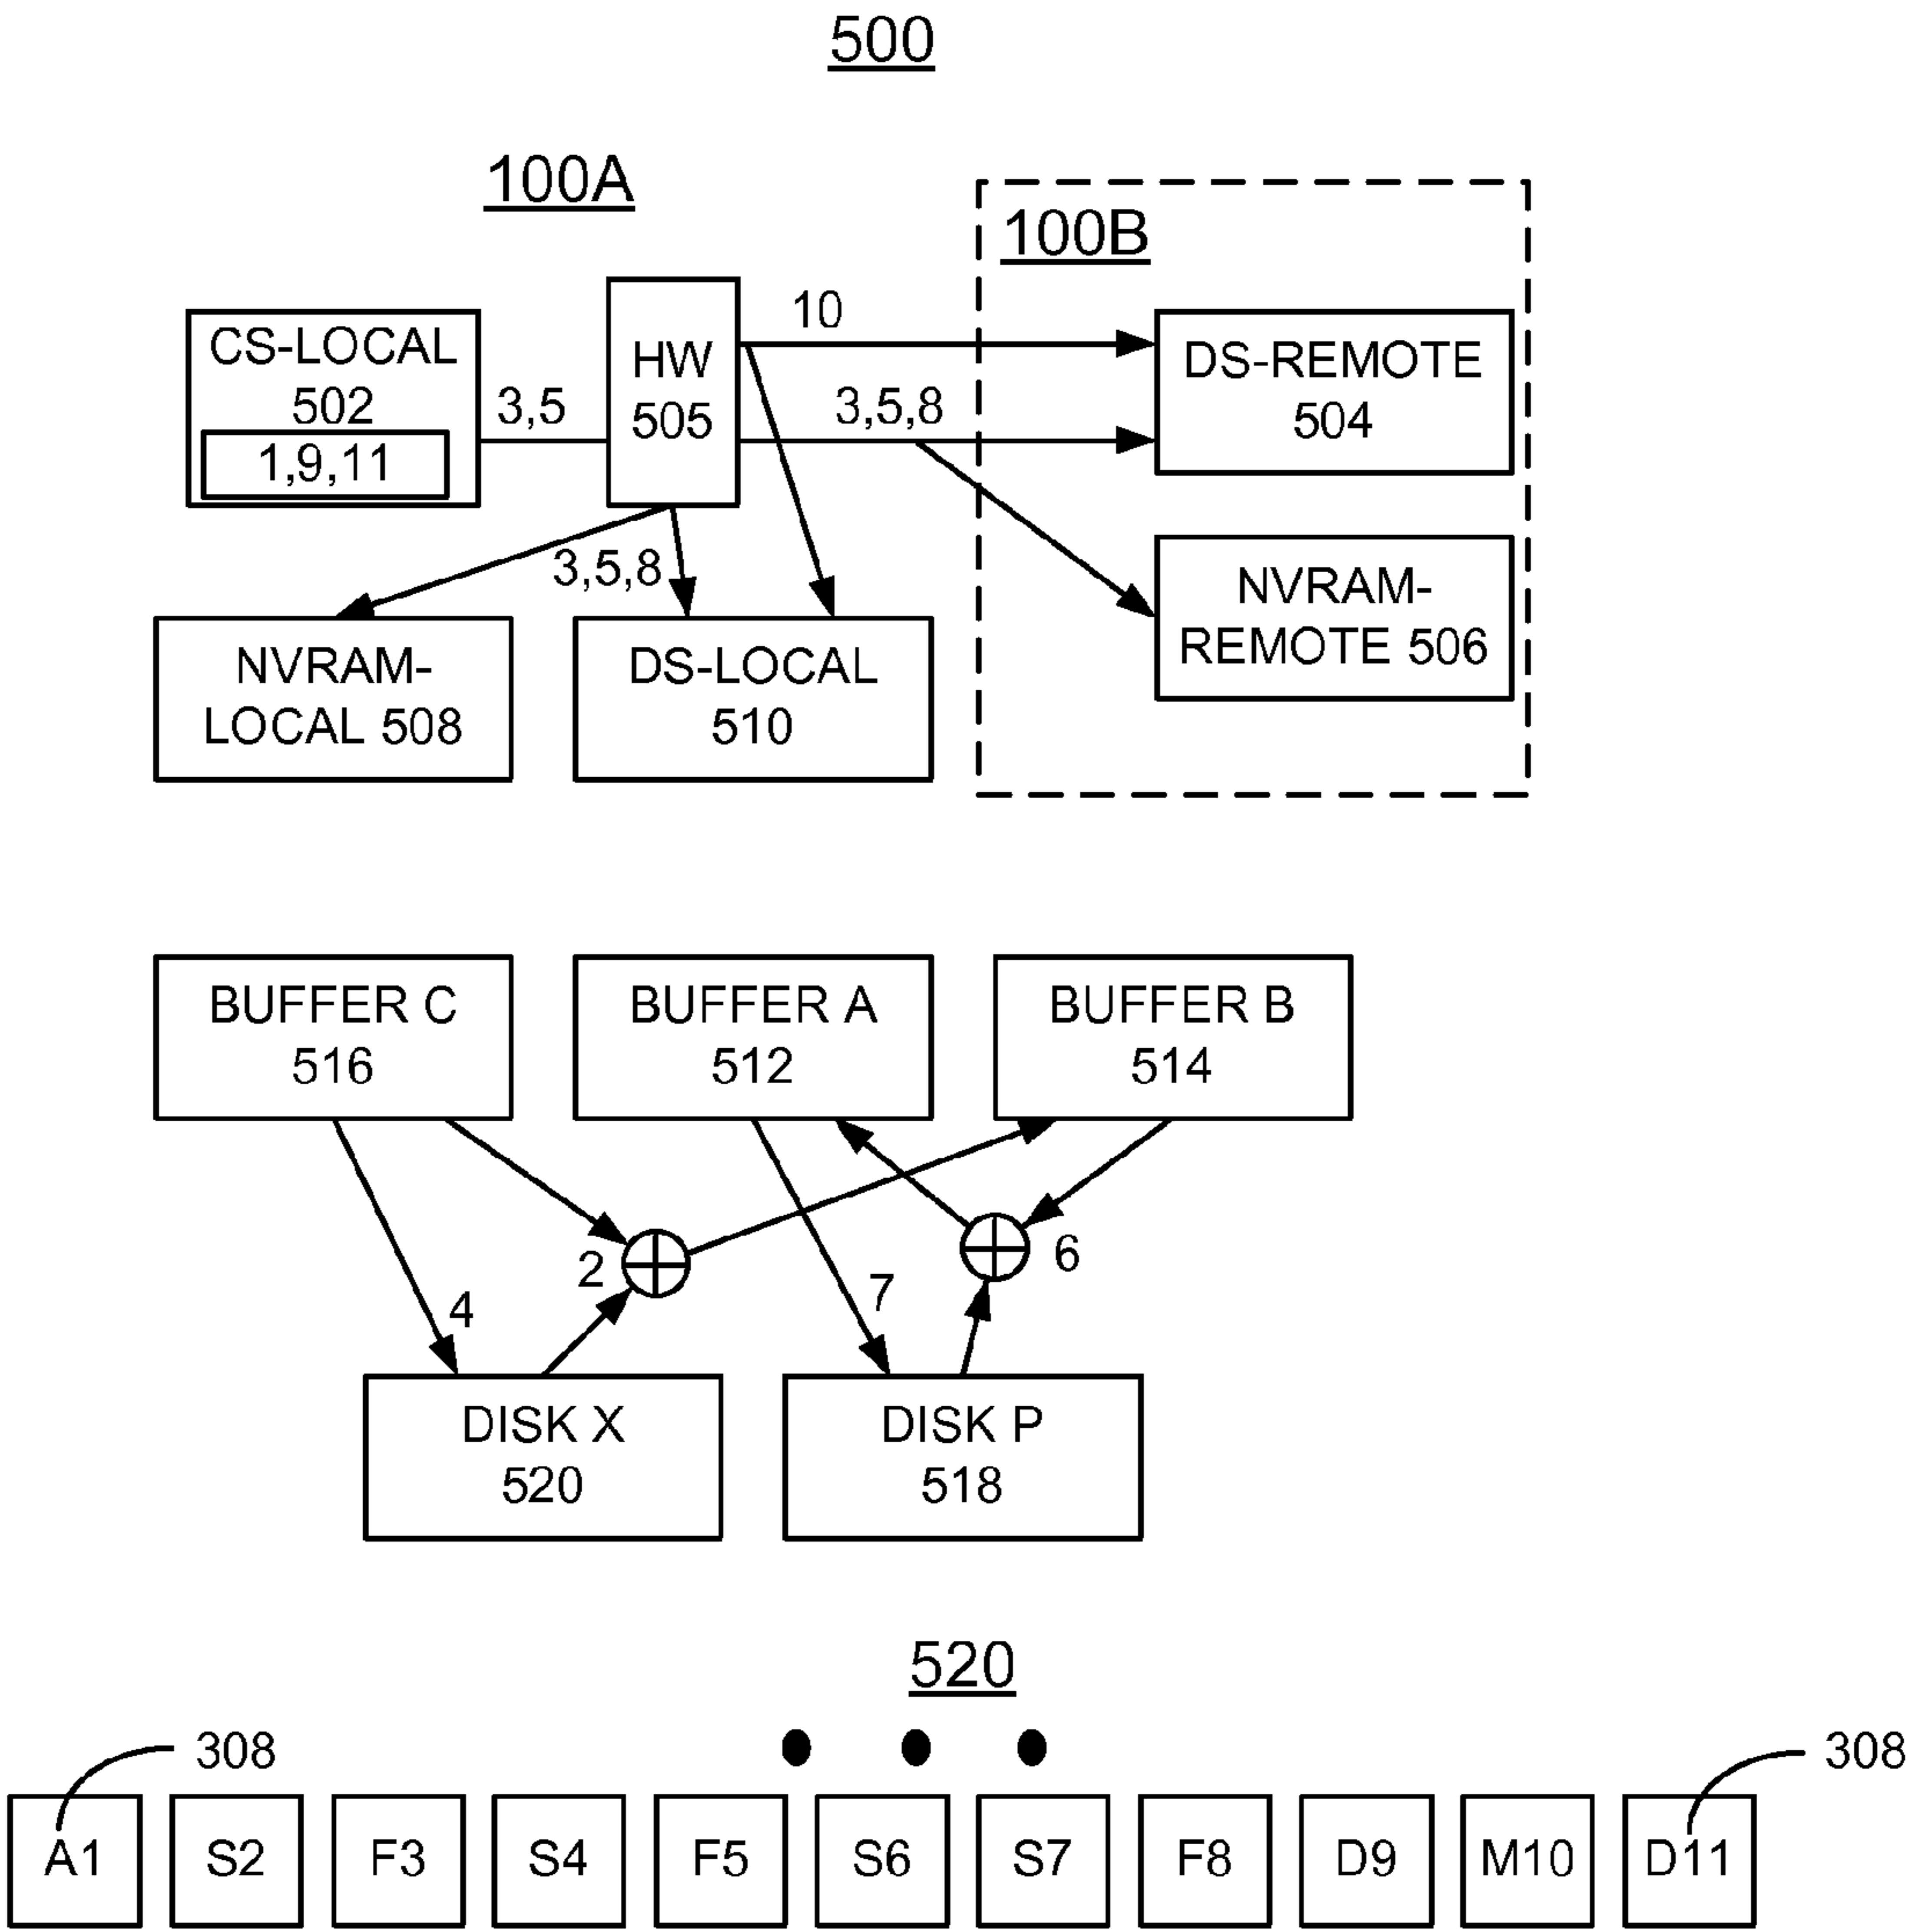 500
100A
100B
10
CS-LOCAL
502
1,9,11
3,5
HW
505
3,5,8
DS-REMOTE
504
3,5,8
NVRAM-
REMOTE 506
NVRAM-
LOCAL 508
DS-LOCAL
510
BUFFER C
516
BUFFER A
512
BUFFER B
514
2
6
4
7
DISK X
520
DISK P
518
520
308
308
A1 S2 F3 S4 F5 S6 S7 F8 D9 M10 D11